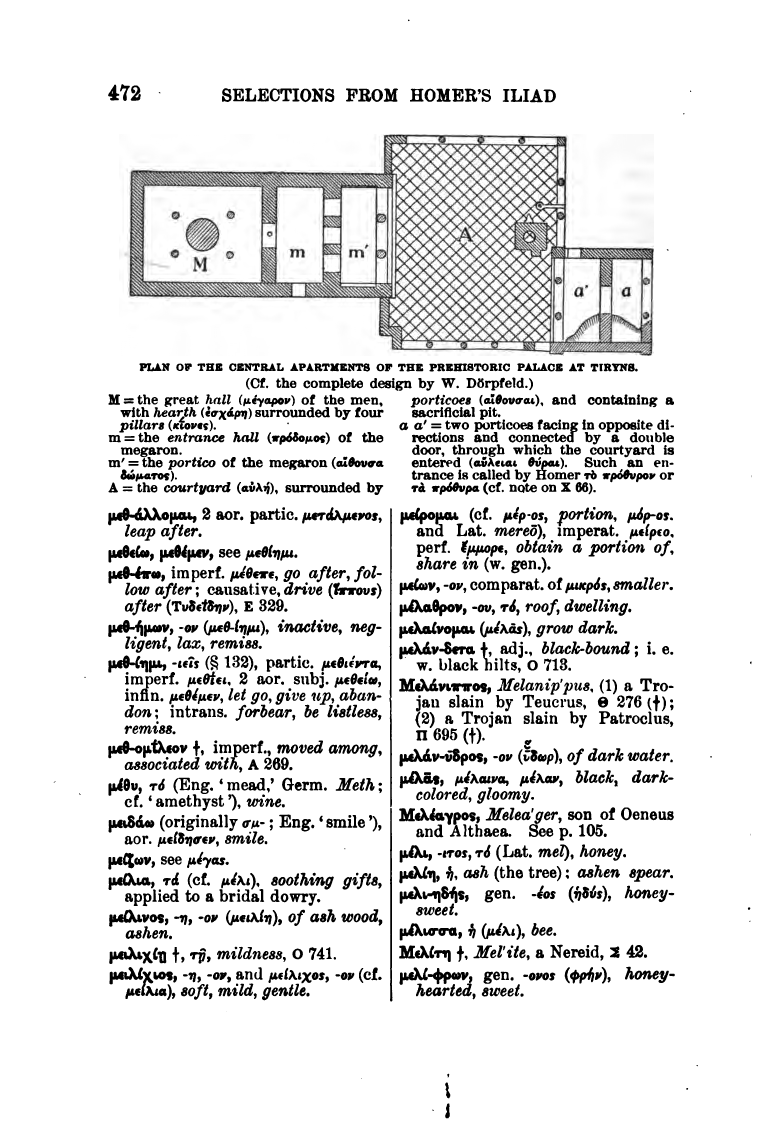 472 SELECTIONS FROM HOMER'S ILIAD
M
m
m′
A
a′
a
PLAN OF THE CENTRAL APARTMENTS OF THE PREHISTORIC PALACE AT TIRYNS.
(Cf. the complete design by W. Dörpfeld.)
M = the great hall (μέγαρον) of the men,
with hearth (ἐσχάρη) surrounded by four
pillars (κίονες).
m = the entrance hall (πρόδομος) of the
megaron.
m′ = the portico of the megaron (αἴθουσα
δώματος).
A = the courtyard (αὐλή), surrounded by
porticoes (αἴθουσαι), and containing a
sacrificial pit.
a a′ = two porticoes facing in opposite di-
rections and connected by a double
door, through which the courtyard is
entered (αὔλειαι θύραι). Such an en-
trance is called by Homer τὸ πρόθυρον or
τὰ πρόθυρα (cf. note on Χ 66).
μεθ-άλλομαι, 2 aor. partic. μετάλμενος,
leap after.
μεθείω, μεθέμεν, see μεθίημι.
μεθ-έπω, imperf. μέθεπε, go after, fol-
low after; causative, drive (ἵππους)
after (Τυδεΐδην), Ε 329.
μεθ-ήμων, -ον (μεθ-ίημι), inactive, neg-
ligent, lax, remiss.
μεθ-ίημι, -ιεῖς (§ 132), partic. μεθιέντα,
imperf. μεθίει, 2 aor. subj. μεθείω,
infin. μεθέμεν, let go, give up, aban-
don; intrans. forbear, be listless,
remiss.
μεθ-ομίλεον †, imperf., moved among,
associated with, Α 269.
μέθυ, τό (Eng. ‘mead,’ Germ. Meth;
cf. ‘amethyst’), wine.
μειδάω (originally σμ-; Eng. ‘smile’),
aor. μείδησεν, smile.
μείζων, see μέγας.
μείλια, τά (cf. μέλι), soothing gifts,
applied to a bridal dowry.
μείλινος, -η, -ον (μειλίη), of ash wood,
ashen.
μειλιχίῃ †, τῇ, mildness, Ο 741.
μειλίχιος, -η, -ον, and μείλιχος, -ον (cf.
μείλια), soft, mild, gentle.
μείρομαι (cf. μέρ-ος, portion, μόρ-ος.
and Lat. mereō), imperat. μείρεο,
perf. ἔμμορε, obtain a portion of,
share in (w. gen.).
μείων, -ον, comparat. of μικρός, smaller.
μέλαθρον, -ου, τό, roof, dwelling.
μελαίνομαι (μέλᾱς), grow dark.
μελάν-δετα †, adj., black-bound; i. e.
w. black hilts, Ο 713.
Μελάνιππος, Melanip′pus, (1) a Tro-
jan slain by Teucrus, Θ 276 (†);
(2) a Trojan slain by Patroclus,
Π 695 (†).
μελάν-υδρος, -ον (ὕδωρ), of dark water.
μέλᾱς, μέλαινα, μέλαν, black, dark-
colored, gloomy.
Μελέαγρος, Melea′ger, son of Oeneus
and Althaea. See p. 105.
μέλι, -ιτος, τό (Lat. mel), honey.
μελίη, ἡ, ash (the tree); ashen spear.
μελι-ηδής, gen. -έος (ἡδύς), honey-
sweet.
μέλισσα, ἡ (μέλι), bee.
Μελίτη †, Mel′ite, a Nereid, Σ 42.
μελί-φρων, gen. -ονος (φρήν), honey-
hearted, sweet.